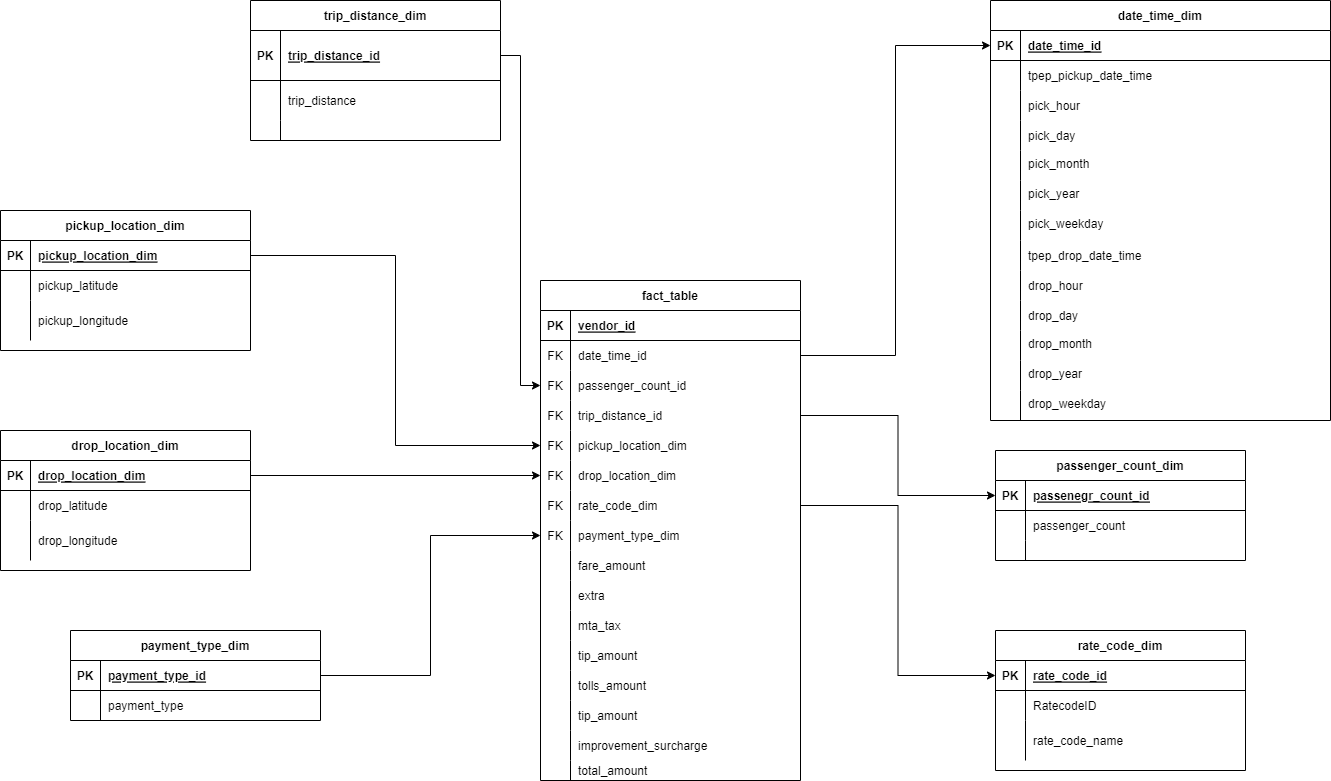 trip_distance_dim
PK trip_distance_id
trip_distance
date_time_dim
PK date_time_id
tpep_pickup_date_time
pick_hour
pick_day
pick_month
pick_year
pick_weekday
tpep_drop_date_time
drop_hour
drop_day
drop_month
drop_year
drop_weekday
pickup_location_dim
PK pickup_location_dim
pickup_latitude
pickup_longitude
fact_table
PK vendor_id
FK date_time_id
FK passenger_count_id
FK trip_distance_id
FK pickup_location_dim
FK drop_location_dim
FK rate_code_dim
FK payment_type_dim
fare_amount
extra
mta_tax
tip_amount
tolls_amount
tip_amount
improvement_surcharge
total_amount
drop_location_dim
PK drop_location_dim
drop_latitude
drop_longitude
passenger_count_dim
PK passenegr_count_id
passenger_count
payment_type_dim
PK payment_type_id
payment_type
rate_code_dim
PK rate_code_id
RatecodeID
rate_code_name